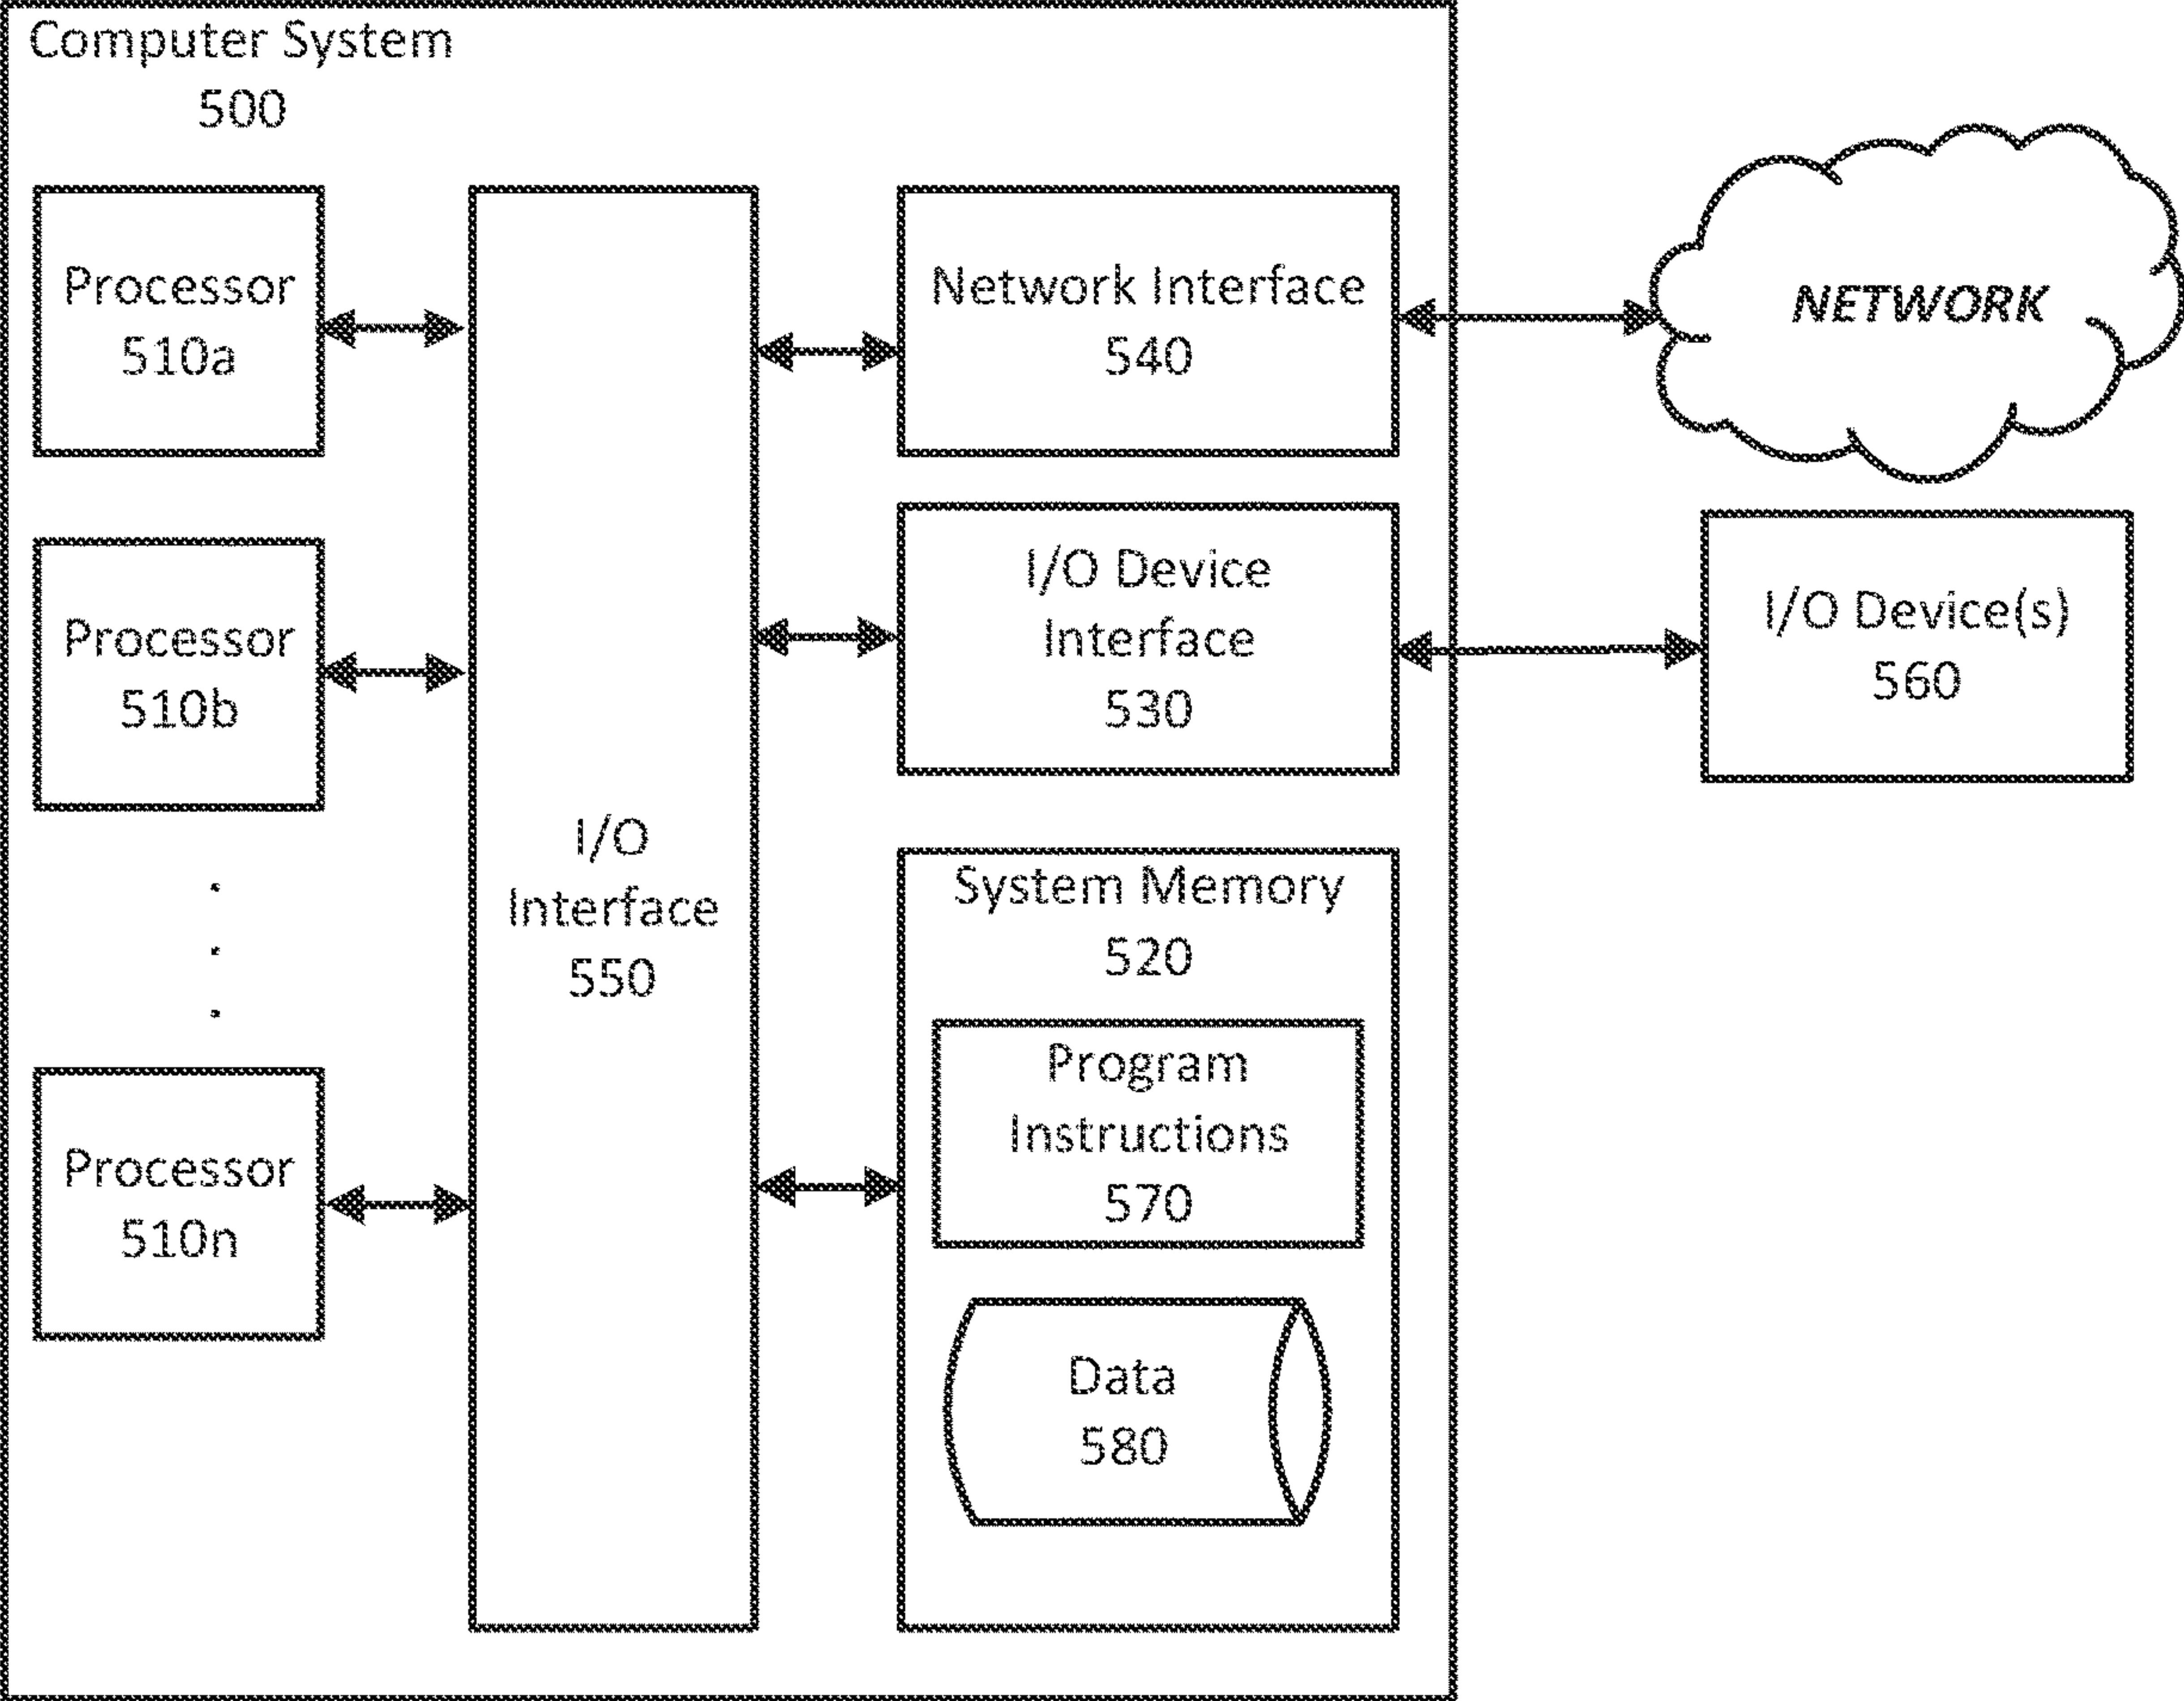 Computer System
500
Processor
510a
Processor
510b
.
.
.
Processor
510n
I/O
Interface
550
Network Interface
540
I/O Device
Interface
530
System Memory
520
Program
Instructions
570
Data
580
NETWORK
I/O Device(s)
560